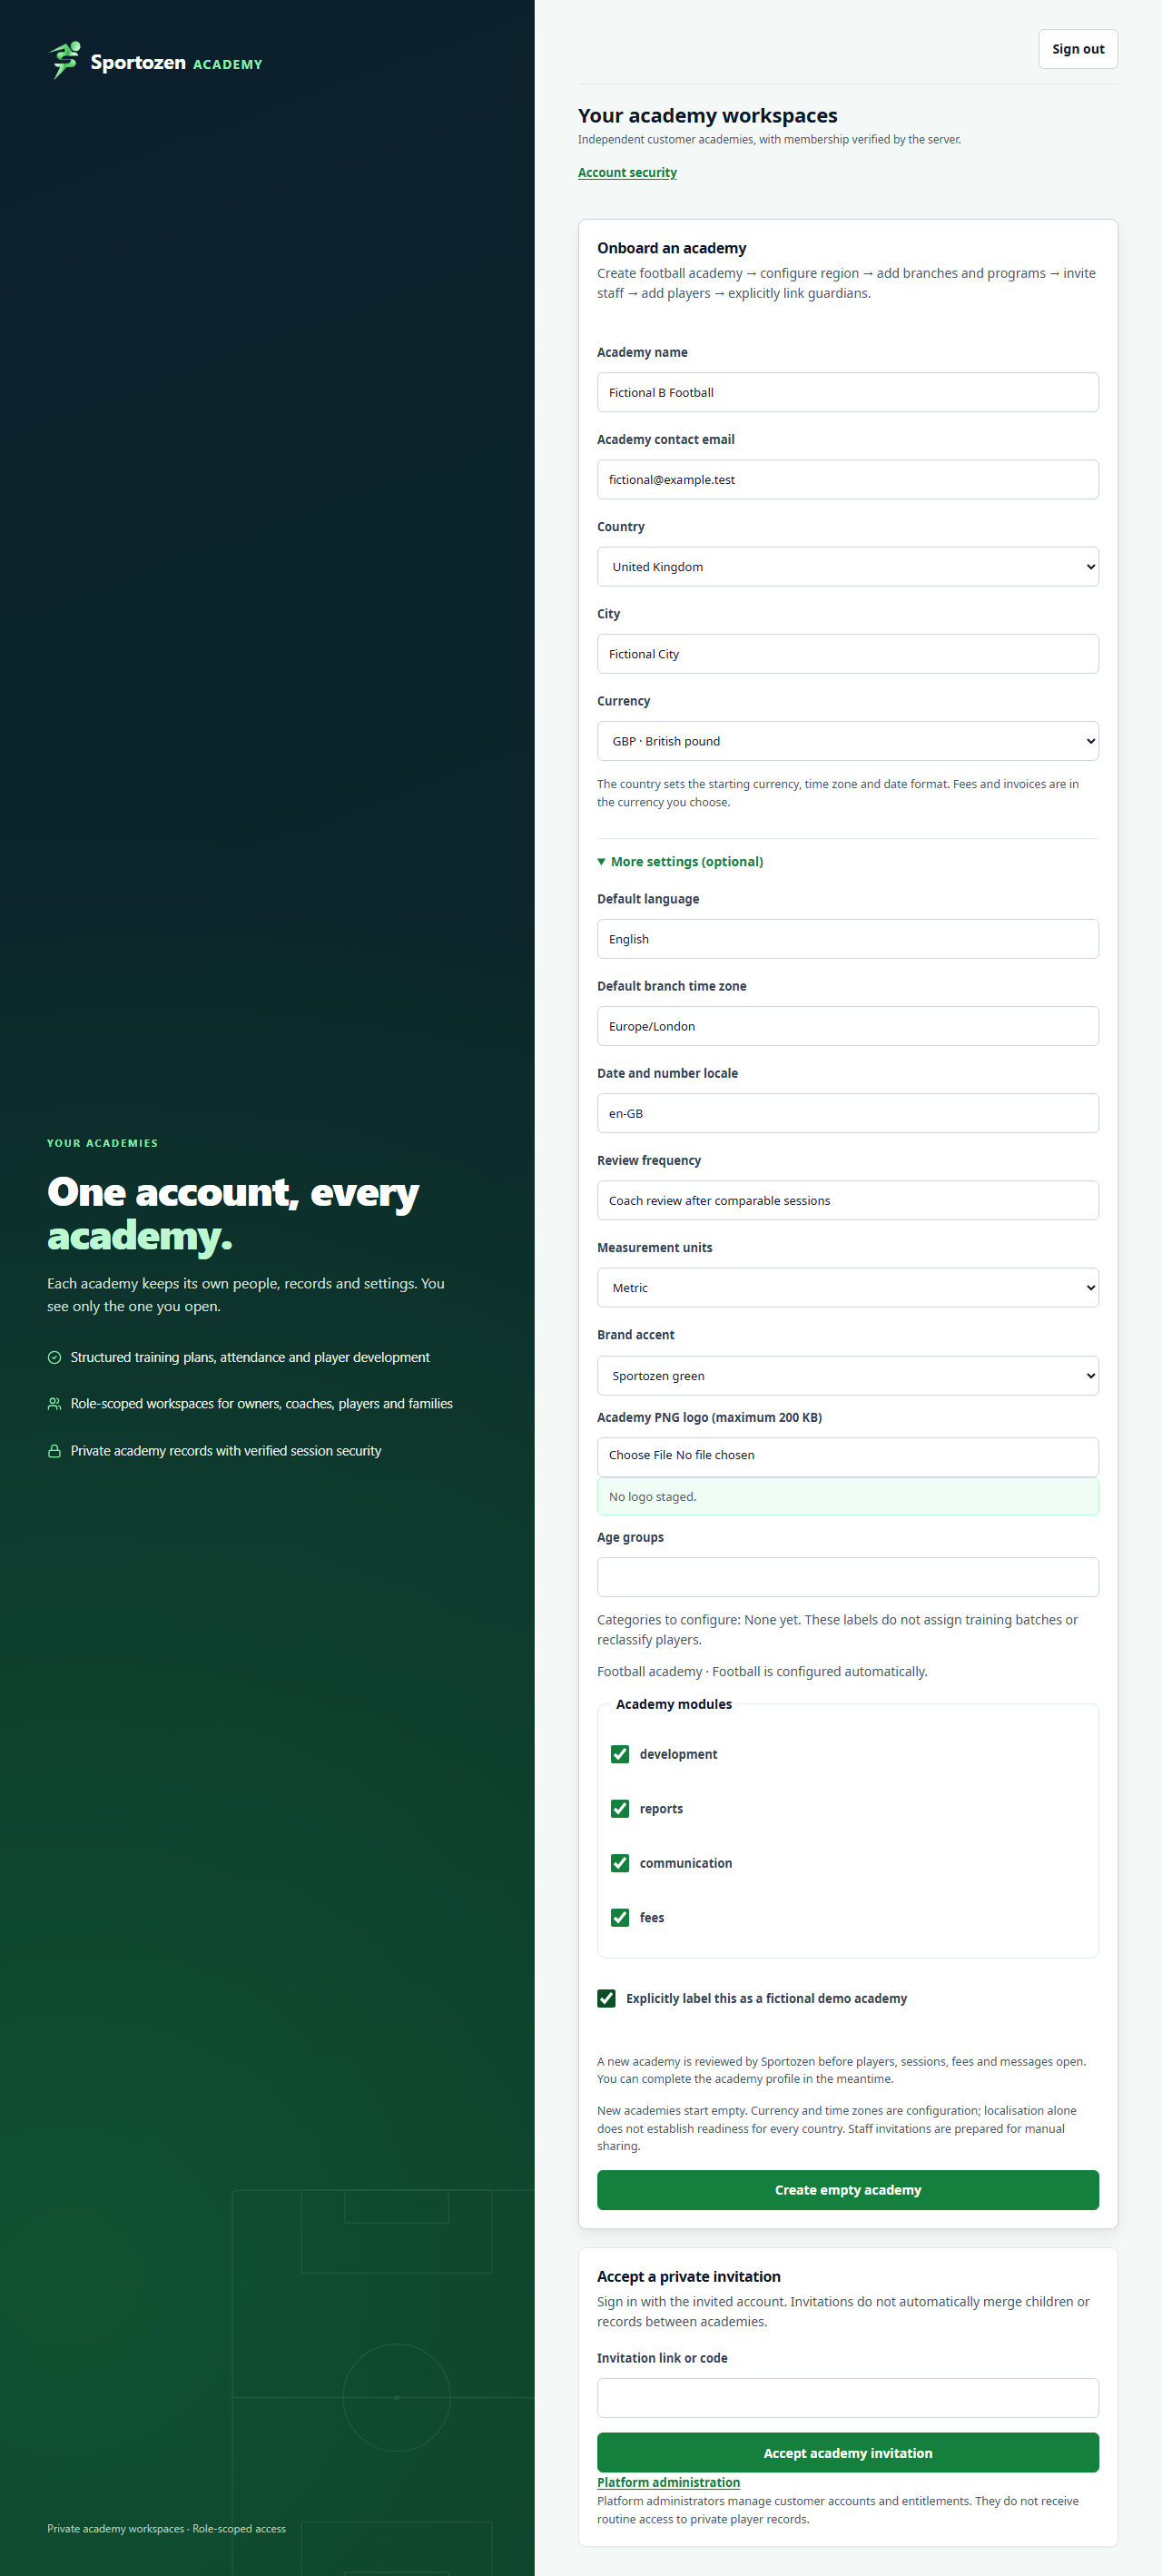 Sportozen ACADEMY
YOUR ACADEMIES
One account, every
academy.
Each academy keeps its own people, records and settings. You
see only the one you open.
Structured training plans, attendance and player development
Role-scoped workspaces for owners, coaches, players and families
Private academy records with verified session security
Private academy workspaces · Role-scoped access
Sign out
Your academy workspaces
Independent customer academies, with membership verified by the server.
Account security
Onboard an academy
Create football academy → configure region → add branches and programs → invite
staff → add players → explicitly link guardians.
Academy name
Fictional B Football
Academy contact email
fictional@example.test
Country
United Kingdom
City
Fictional City
Currency
GBP · British pound
The country sets the starting currency, time zone and date format. Fees and invoices are in
the currency you choose.
More settings (optional)
Default language
English
Default branch time zone
Europe/London
Date and number locale
en-GB
Review frequency
Coach review after comparable sessions
Measurement units
Metric
Brand accent
Sportozen green
Academy PNG logo (maximum 200 KB)
Choose File No file chosen
No logo staged.
Age groups
Categories to configure: None yet. These labels do not assign training batches or
reclassify players.
Football academy · Football is configured automatically.
Academy modules
development
reports
communication
fees
Explicitly label this as a fictional demo academy
A new academy is reviewed by Sportozen before players, sessions, fees and messages open.
You can complete the academy profile in the meantime.
New academies start empty. Currency and time zones are configuration; localisation alone
does not establish readiness for every country. Staff invitations are prepared for manual
sharing.
Create empty academy
Accept a private invitation
Sign in with the invited account. Invitations do not automatically merge children or
records between academies.
Invitation link or code
Accept academy invitation
Platform administration
Platform administrators manage customer accounts and entitlements. They do not receive
routine access to private player records.